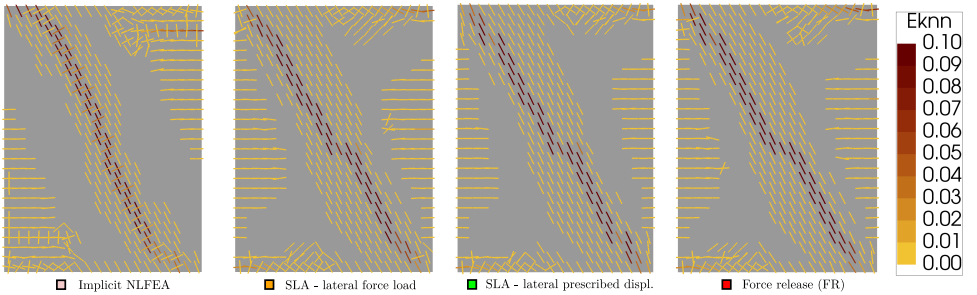 Eknn
0.10
0.09
0.08
0.07
0.06
0.05
0.04
0.03
0.02
0.01
0.00
Implicit NLFEA
SLA - lateral force load
SLA - lateral prescribed displ.
Force release (FR)